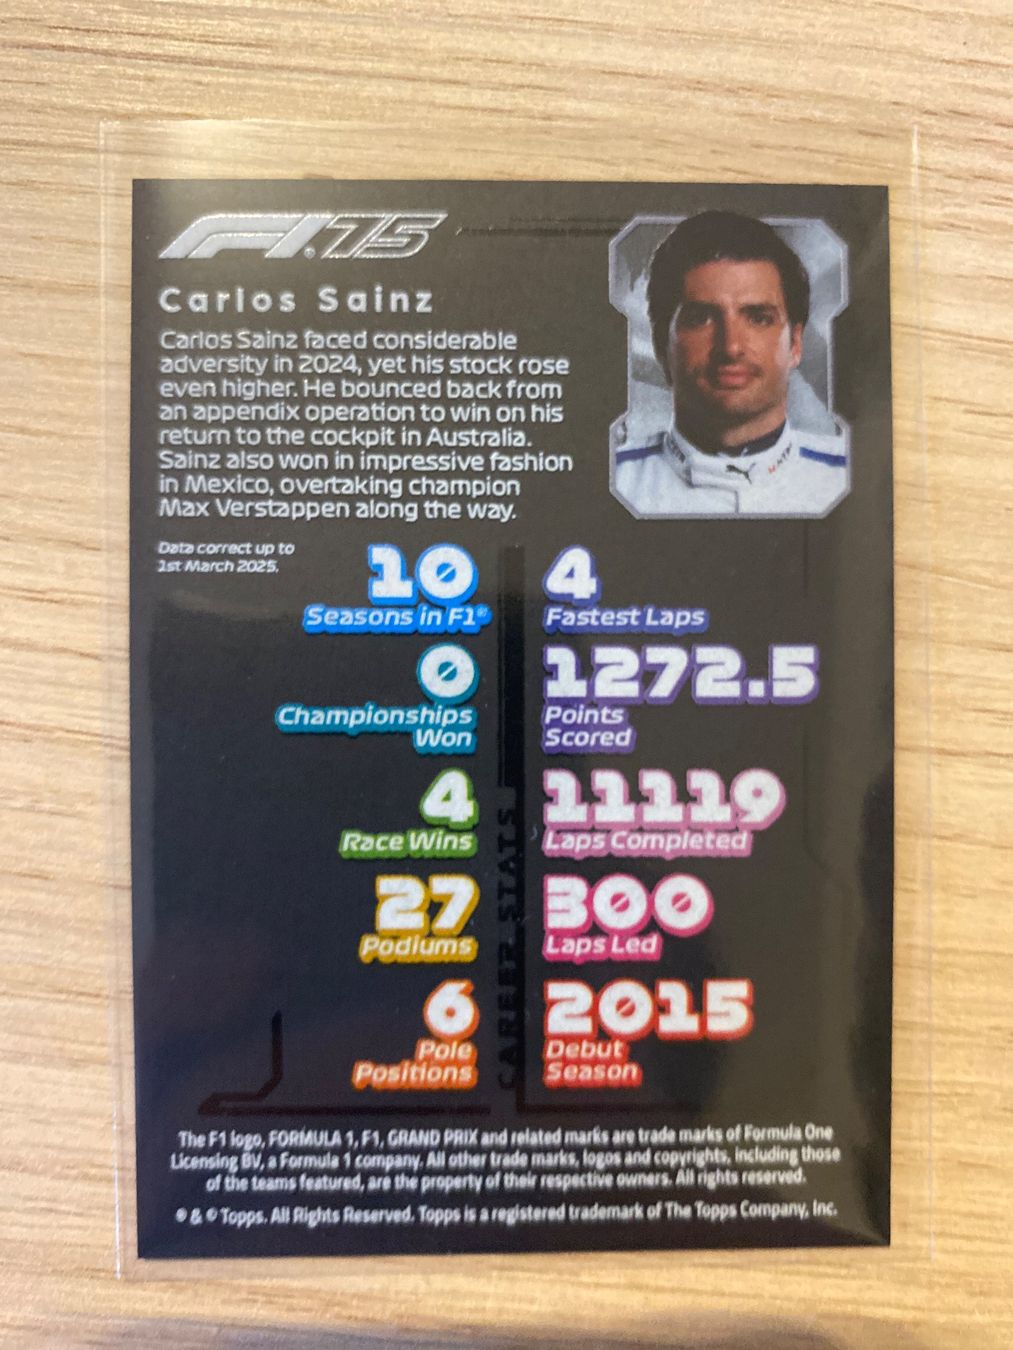 F1.75
Carlos Sainz
Carlos Sainz faced considerable
adversity in 2024, yet his stock rose
even higher. He bounced back from
an appendix operation to win on his
return to the cockpit in Australia.
Sainz also won in impressive fashion
in Mexico, overtaking champion
Max Verstappen along the way.
Data correct up to
1st March 2025.
10
Seasons in F1®
0
Championships
Won
4
Race Wins
27
Podiums
6
Pole
Positions
CAREER STATS
4
Fastest Laps
1272.5
Points
Scored
11119
Laps Completed
300
Laps Led
2015
Debut
Season
The F1 logo, FORMULA 1, F1, GRAND PRIX and related marks are trade marks of Formula One
Licensing BV, a Formula 1 company. All other trade marks, logos and copyrights, including those
of the teams featured, are the property of their respective owners. All rights reserved.
® & © Topps. All Rights Reserved. Topps is a registered trademark of The Topps Company, Inc.